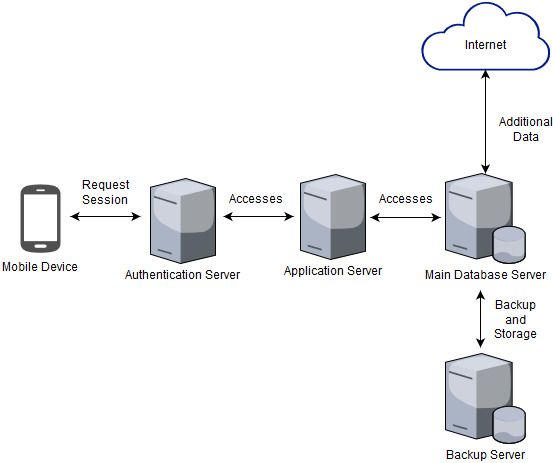 Internet
Additional
Data
Request
Session
Accesses
Accesses
Mobile Device
Authentication Server
Application Server
Main Database Server
Backup
and
Storage
Backup Server